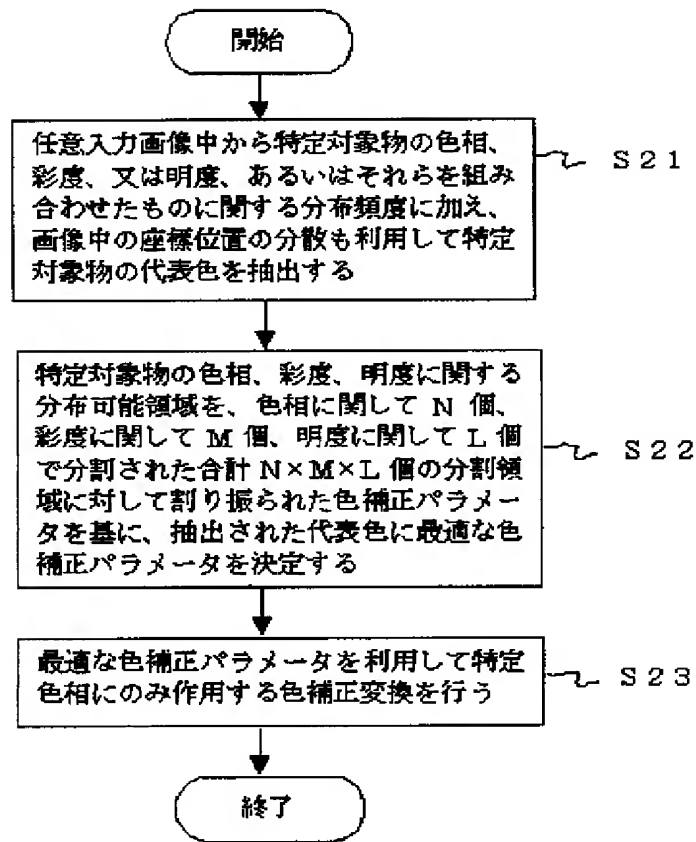 開始
任意入力画像中から特定対象物の色相、
彩度、又は明度、あるいはそれらを組み
合わせたものに関する分布頻度に加え、
画像中の座標位置の分散も利用して特定
対象物の代表色を抽出する
S21
特定対象物の色相、彩度、明度に関する
分布可能領域を、色相に関して N 個、
彩度に関して M 個、明度に関して L 個
で分割された合計 N×M×L 個の分割領
域に対して割り振られた色補正パラメー
タを基に、抽出された代表色に最適な色
補正パラメータを決定する
S22
最適な色補正パラメータを利用して特定
色相にのみ作用する色補正変換を行う
S23
終了